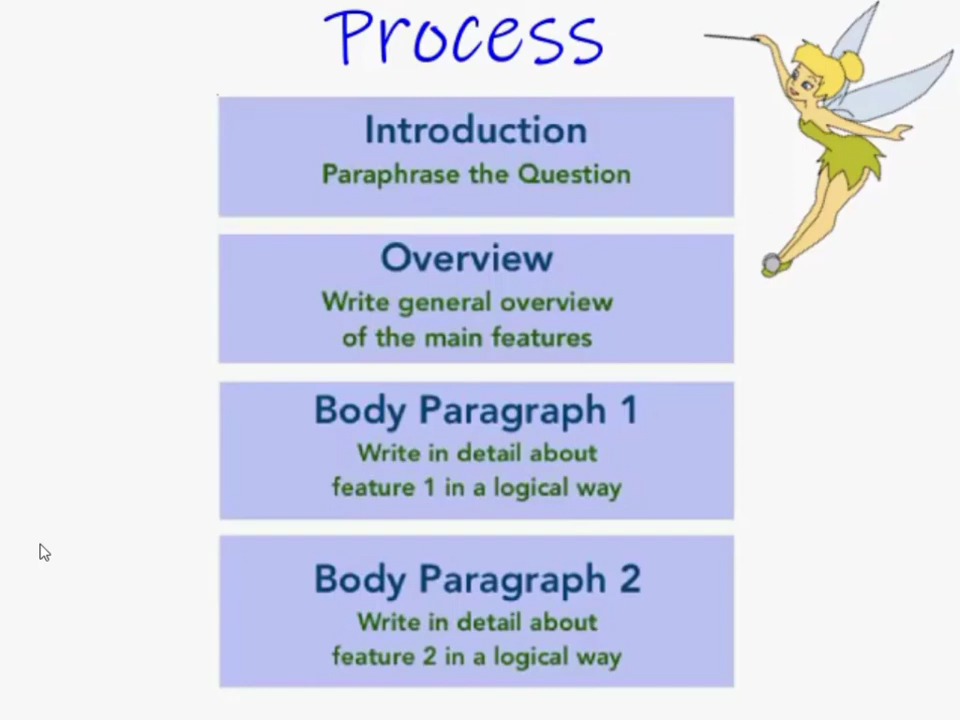 Process
Introduction
Paraphrase the Question
Overview
Write general overview
of the main features
Body Paragraph 1
Write in detail about
feature 1 in a logical way
Body Paragraph 2
Write in detail about
feature 2 in a logical way